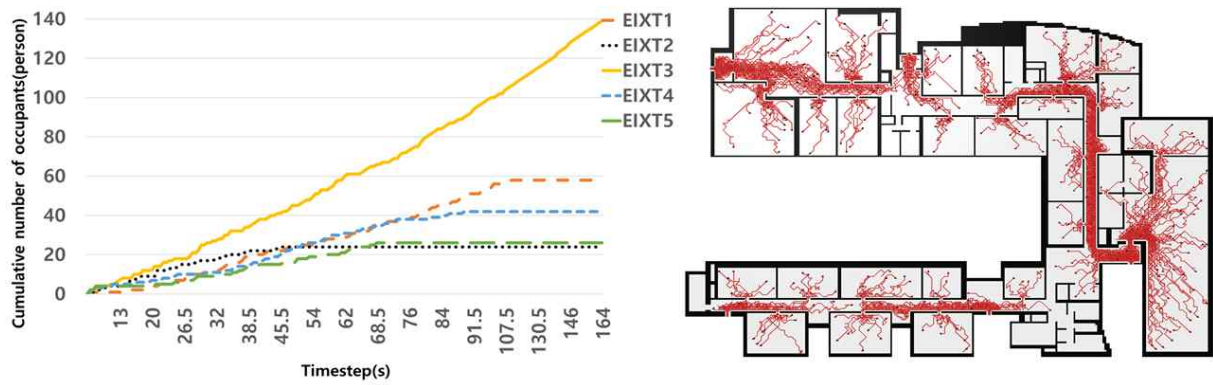 Cumulative number of occupants(person)
140
120
100
80
60
40
20
0
13 20 26.5 32 38.5 45.5 54 62 68.5 76 84 91.5 107.5 130.5 146 164
Timestep(s)
EIXT1
EIXT2
EIXT3
EIXT4
EIXT5